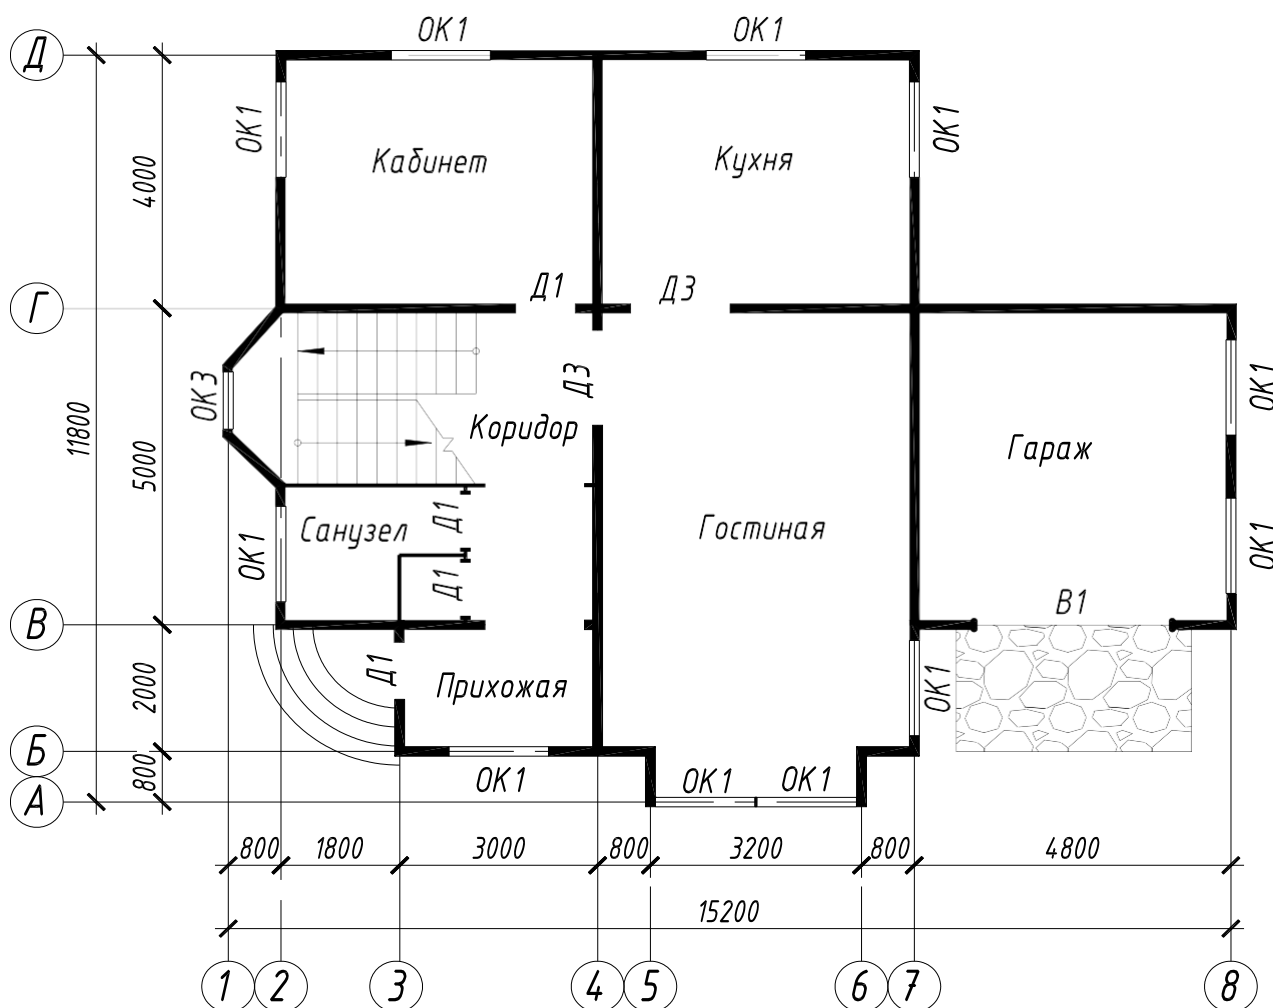 ОК1
ОК1
Д
ОК1
ОК1
Кабинет
Кухня
4000
Д1
Д3
Г
ОК3
Д3
ОК1
11800
Коридор
Гараж
5000
Санузел
Д1
Гостиная
ОК1
ОК1
Д1
В1
В
Д1
Прихожая
ОК1
2000
Б
800
ОК1
ОК1
ОК1
А
800
1800
3000
800
3200
800
4800
15200
1
2
3
4
5
6
7
8